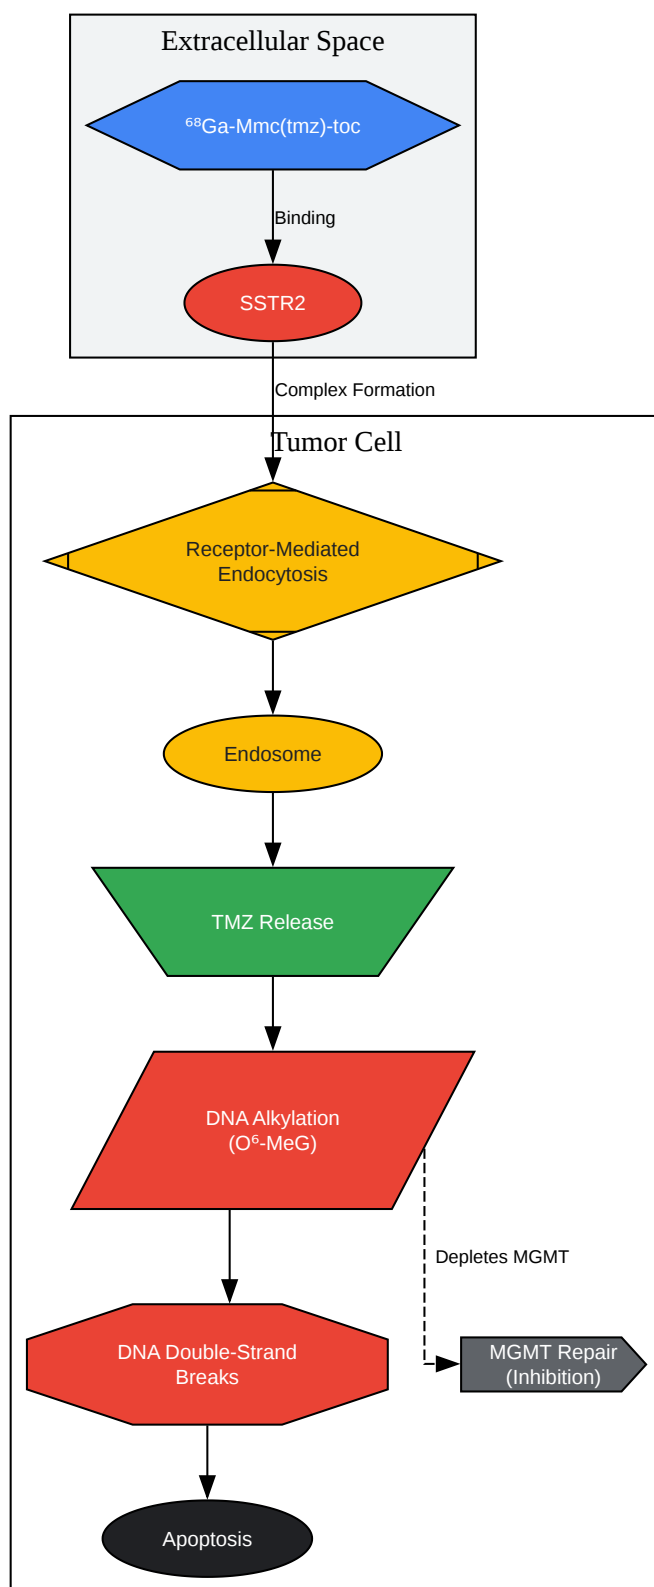 Extracellular Space
⁶⁸Ga-Mmc(tmz)-toc
Binding
SSTR2
Complex Formation
Tumor Cell
Receptor-Mediated
Endocytosis
Endosome
TMZ Release
DNA Alkylation
(O⁶-MeG)
Depletes MGMT
DNA Double-Strand
Breaks
MGMT Repair
(Inhibition)
Apoptosis